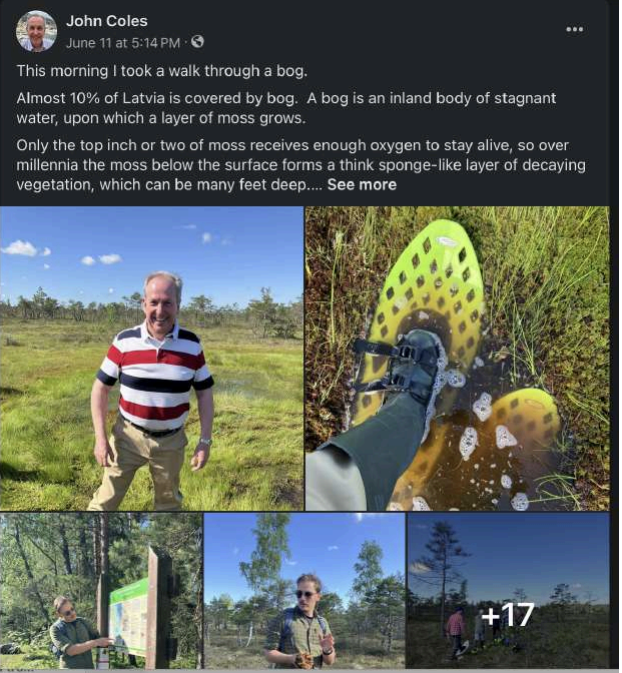 John Coles
June 11 at 5:14 PM ·
This morning I took a walk through a bog.
Almost 10% of Latvia is covered by bog. A bog is an inland body of stagnant
water, upon which a layer of moss grows.
Only the top inch or two of moss receives enough oxygen to stay alive, so over
millennia the moss below the surface forms a think sponge-like layer of decaying
vegetation, which can be many feet deep.... See more
+17